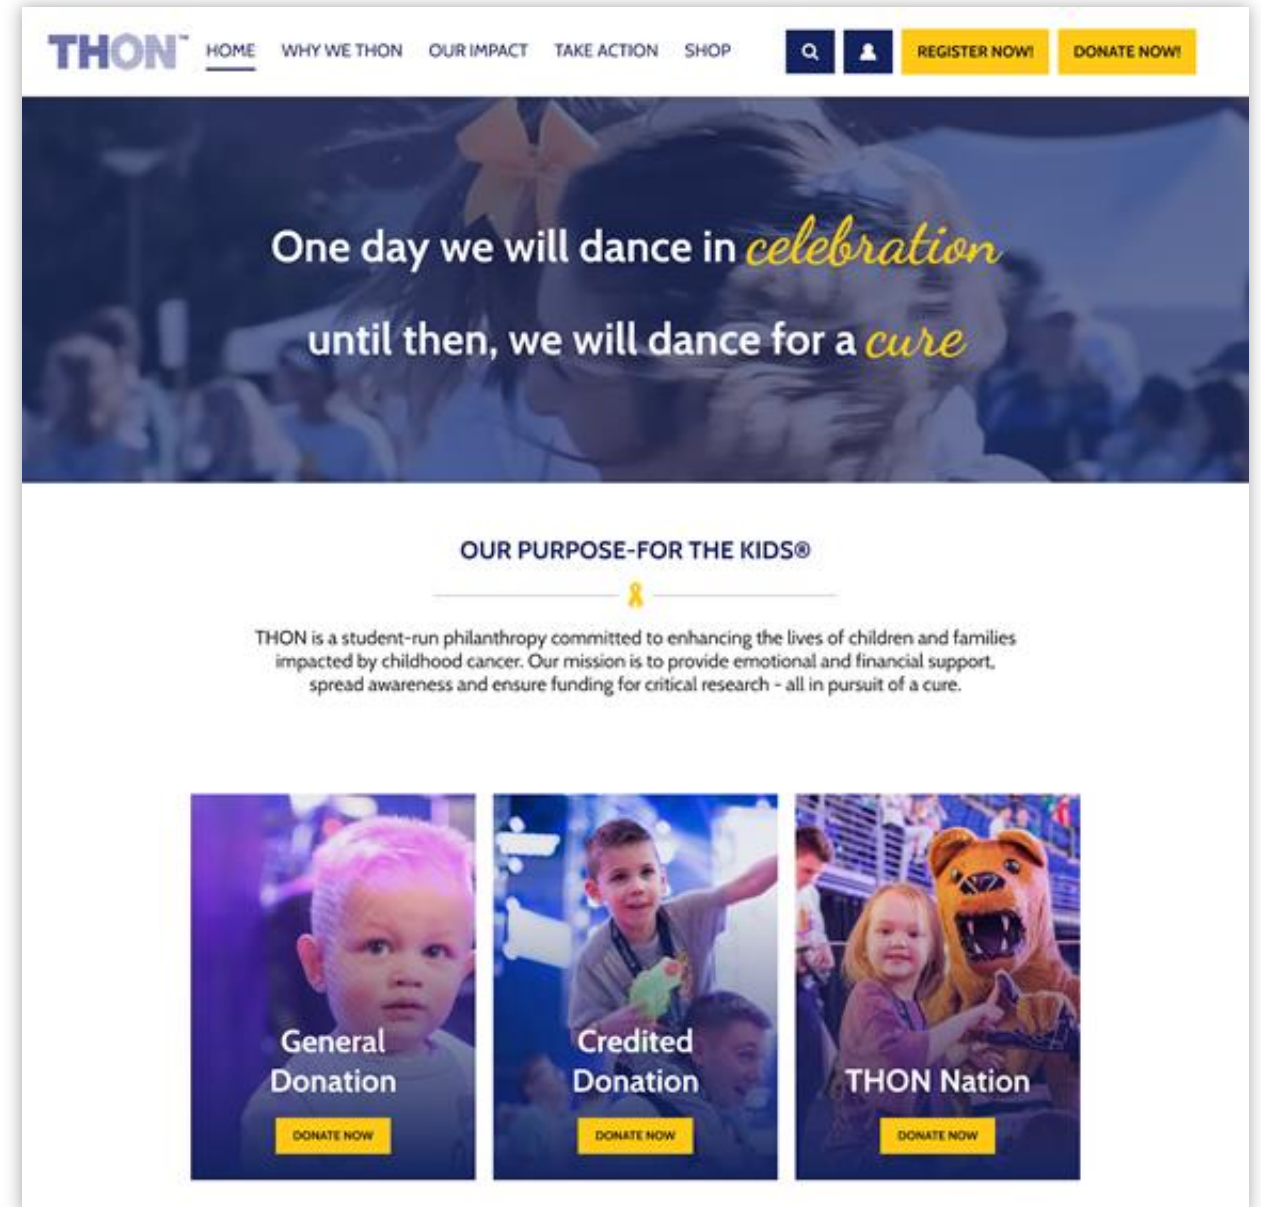 THON™
HOME WHY WE THON OUR IMPACT TAKE ACTION SHOP REGISTER NOW! DONATE NOW!
One day we will dance in celebration
until then, we will dance for a cure
OUR PURPOSE-FOR THE KIDS®
THON is a student-run philanthropy committed to enhancing the lives of children and families
impacted by childhood cancer. Our mission is to provide emotional and financial support,
spread awareness and ensure funding for critical research - all in pursuit of a cure.
General
Donation
DONATE NOW
Credited
Donation
DONATE NOW
THON Nation
DONATE NOW